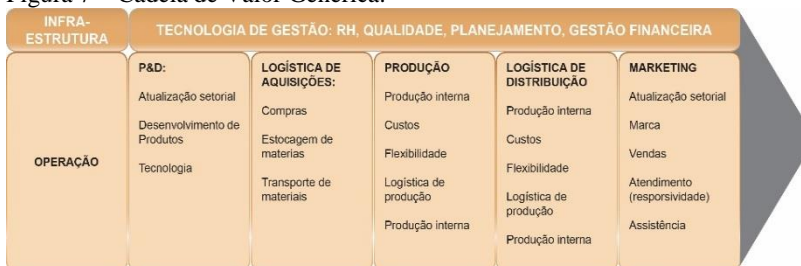 Figura 7 – Cadeia de Valor Genérica.
INFRA-
ESTRUTURA
TECNOLOGIA DE GESTÃO: RH, QUALIDADE, PLANEJAMENTO, GESTÃO FINANCEIRA
OPERAÇÃO
P&D:
Atualização setorial
Desenvolvimento de
Produtos
Tecnologia
LOGÍSTICA DE
AQUISIÇÕES:
Compras
Estocagem de
materias
Transporte de
materiais
PRODUÇÃO
Produção interna
Custos
Flexibilidade
Logística de
produção
Produção interna
LOGÍSTICA DE
DISTRIBUIÇÃO
Produção interna
Custos
Flexibilidade
Logística de
produção
Produção interna
MARKETING
Atualização setorial
Marca
Vendas
Atendimento
(responsividade)
Assistência